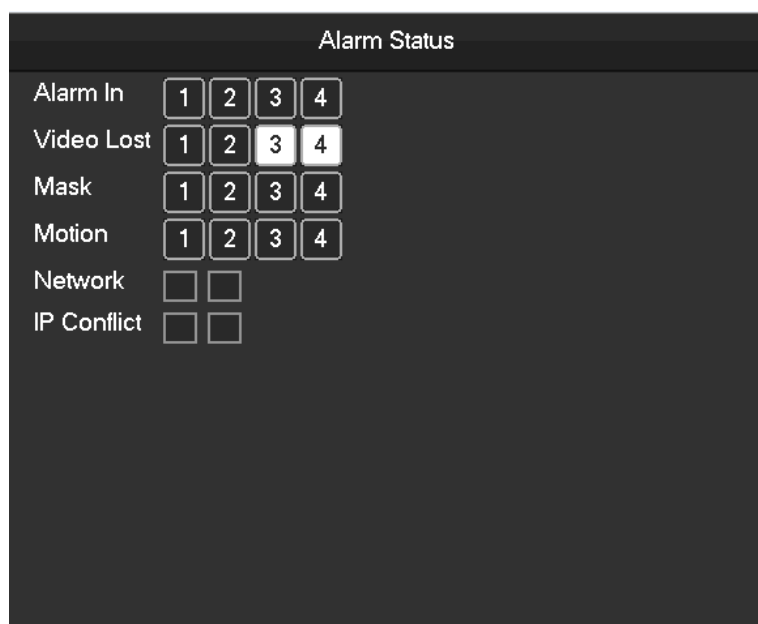 Alarm Status
Alarm In 1 2 3 4
Video Lost 1 2 3 4
Mask 1 2 3 4
Motion 1 2 3 4
Network
IP Conflict